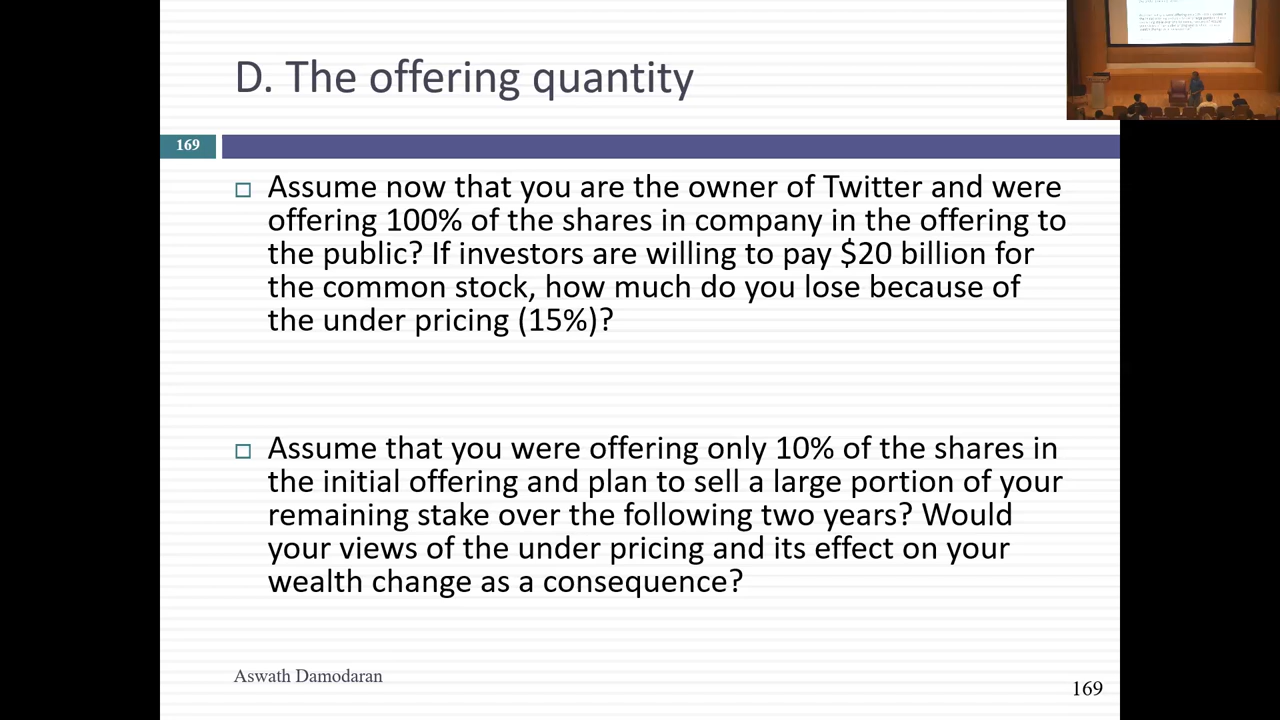 D. The offering quantity
169
Assume now that you are the owner of Twitter and were
offering 100% of the shares in company in the offering to
the public? If investors are willing to pay $20 billion for
the common stock, how much do you lose because of
the under pricing (15%)?
Assume that you were offering only 10% of the shares in
the initial offering and plan to sell a large portion of your
remaining stake over the following two years? Would
your views of the under pricing and its effect on your
wealth change as a consequence?
Aswath Damodaran
169